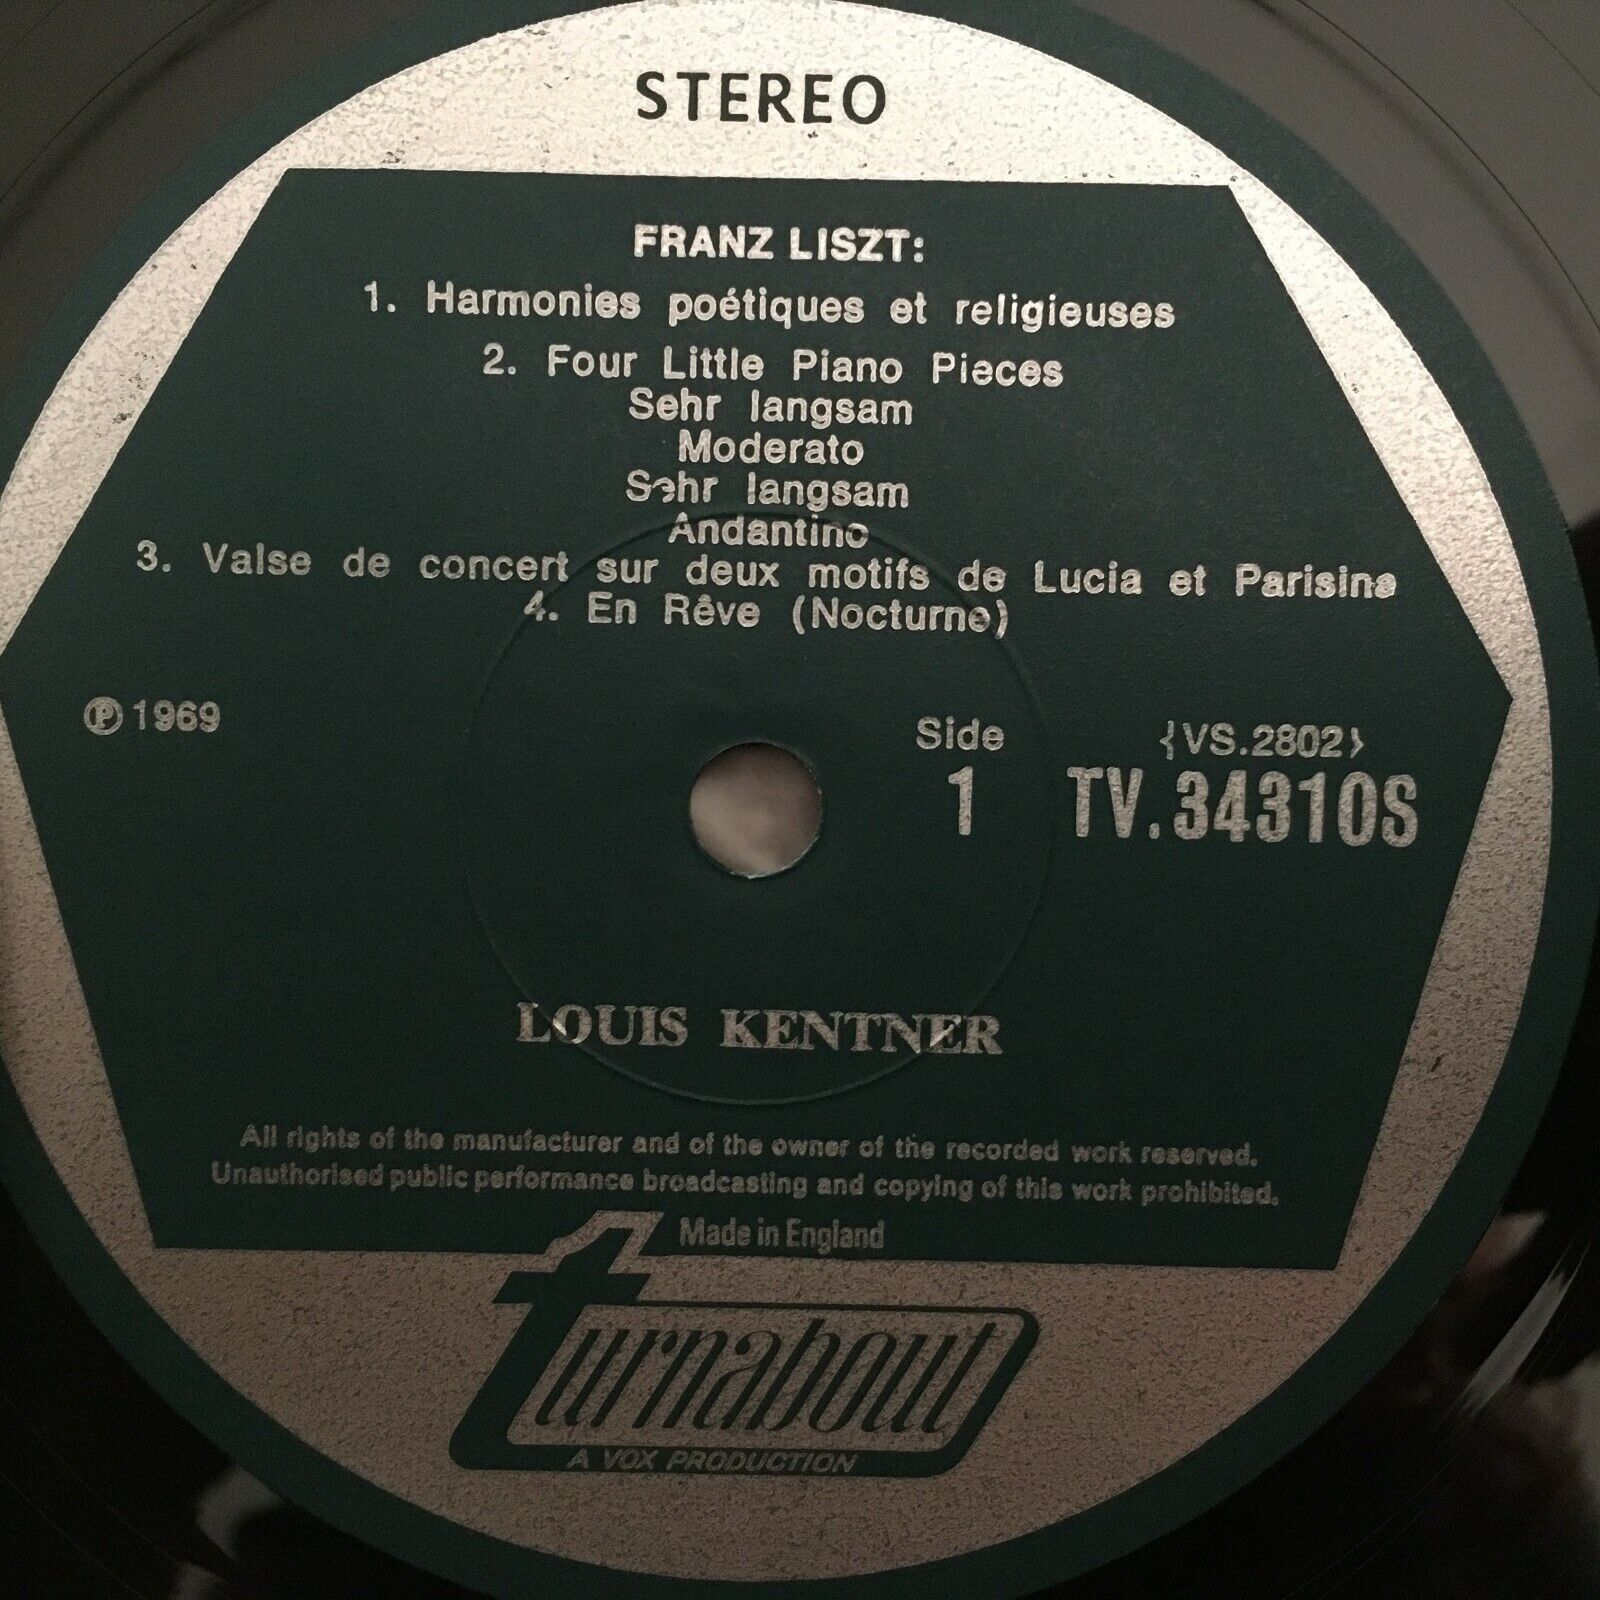 STEREO
FRANZ LISZT:
1. Harmonies poétiques et religieuses
2. Four Little Piano Pieces
Sehr langsam
Moderato
Sehr langsam
Andantino
3. Valse de concert sur deux motifs de Lucia et Parisina
4. En Rêve (Nocturne)
℗ 1969
Side
1
{VS.2802}
TV.34310S
LOUIS KENTNER
All rights of the manufacturer and of the owner of the recorded work reserved.
Unauthorised public performance broadcasting and copying of this work prohibited.
Made in England
turnabout
A VOX PRODUCTION